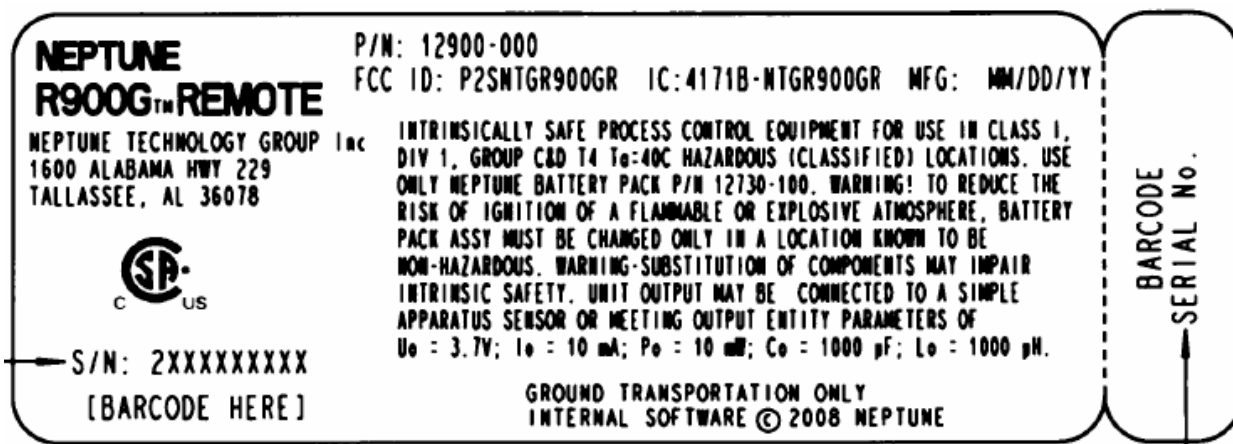 NEPTUNE
R900G™ REMOTE
NEPTUNE TECHNOLOGY GROUP Inc
1600 ALABAMA HWY 229
TALLASSEE, AL 36078
CSA
C US
S/N: 2XXXXXXXXX
[BARCODE HERE]
P/N: 12900-000
FCC ID: P2SNTGR900GR IC:4171B-NTGR900GR MFG: MM/DD/YY
INTRINSICALLY SAFE PROCESS CONTROL EQUIPMENT FOR USE IN CLASS I,
DIV 1, GROUP C&D T4 Ta=40C HAZARDOUS (CLASSIFIED) LOCATIONS. USE
ONLY NEPTUNE BATTERY PACK P/N 12730-100. WARNING! TO REDUCE THE
RISK OF IGNITION OF A FLAMMABLE OR EXPLOSIVE ATMOSPHERE, BATTERY
PACK ASSY MUST BE CHANGED ONLY IN A LOCATION KNOWN TO BE
NON-HAZARDOUS. WARNING-SUBSTITUTION OF COMPONENTS MAY IMPAIR
INTRINSIC SAFETY. UNIT OUTPUT MAY BE CONNECTED TO A SIMPLE
APPARATUS SENSOR OR MEETING OUTPUT ENTITY PARAMETERS OF
Uo = 3.7V; Io = 10 mA; Po = 10 mW; Co = 1000 pF; Lo = 1000 pH.
GROUND TRANSPORTATION ONLY
INTERNAL SOFTWARE © 2008 NEPTUNE
BARCODE
SERIAL No.